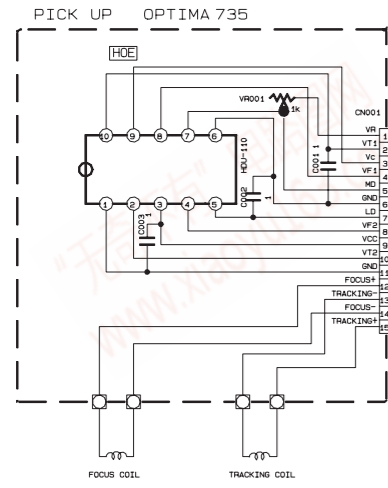 PICK UP OPTIMA 735
HOE
10 9 8 7 6
HDU-110
1 2 3 4 5
VR001
1k
C001 1
C002 1
C003 1
CN001
VR 1
VT1 2
Vc 3
VF1 4
MD 5
GND 6
LD 7
VF2 8
VCC 9
VT2 10
GND 11
FOCUS+ 12
TRACKING- 13
FOCUS- 14
TRACKING+ 15
FOCUS COIL
TRACKING COIL